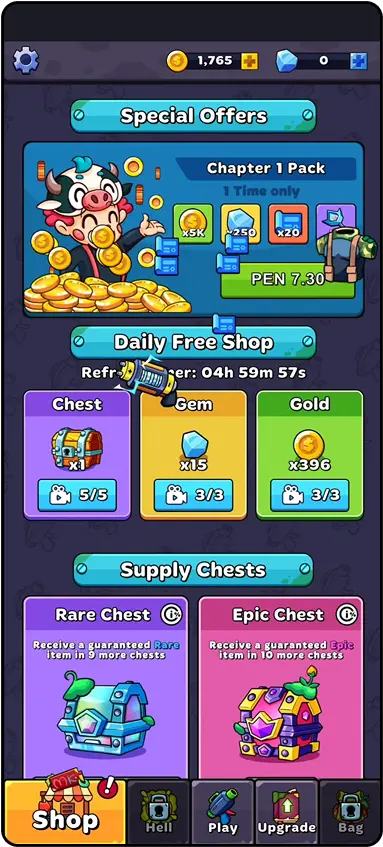 1,765
0
Special Offers
Chapter 1 Pack
1 Time only
x5K
~250
x20
PEN 7.30
Daily Free Shop
Refr er: 04h 59m 57s
Chest
Gem
Gold
x1
x15
x396
5/5
3/3
3/3
Supply Chests
Rare Chest
Epic Chest
Receive a guaranteed Rare
item in 9 more chests
Receive a guaranteed Epic
item in 10 more chests
Shop
Hell
Play
Upgrade
Bag